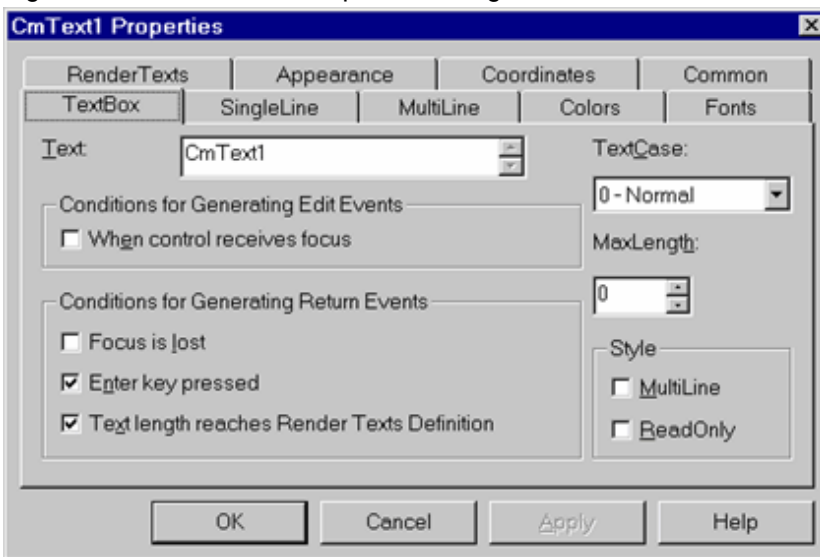 CmText1 Properties
RenderTexts Appearance Coordinates Common
TextBox SingleLine MultiLine Colors Fonts
Text: CmText1
TextCase:
0 - Normal
Conditions for Generating Edit Events
When control receives focus
MaxLength:
0
Conditions for Generating Return Events
Focus is lost
Enter key pressed
Text length reaches Render Texts Definition
Style
MultiLine
ReadOnly
OK Cancel Apply Help